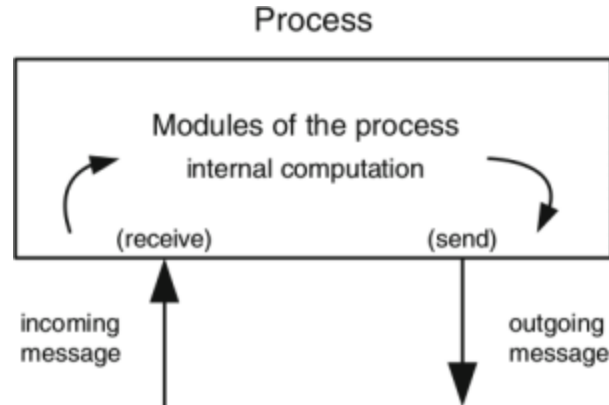 Process
Modules of the process
internal computation
(receive)
(send)
incoming
message
outgoing
message